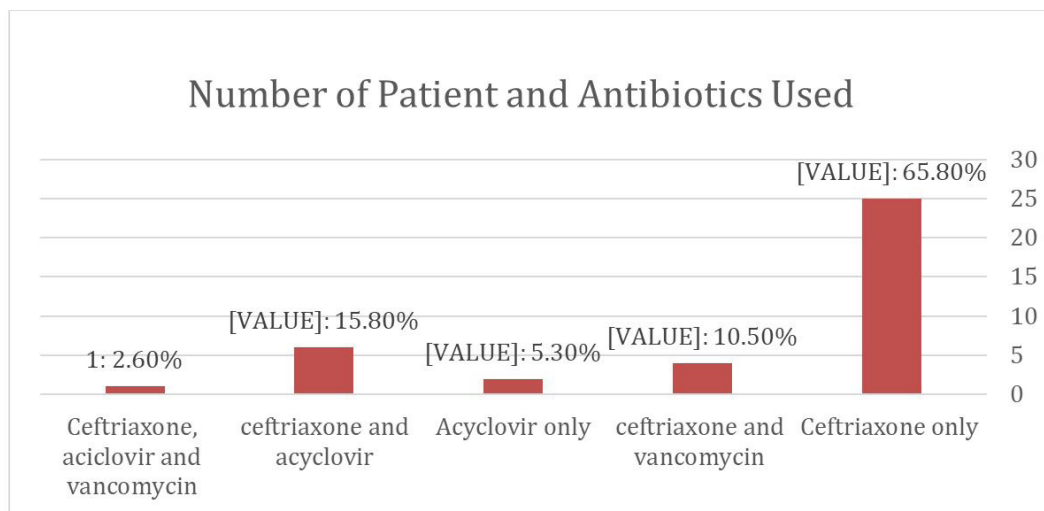 Number of Patient and Antibiotics Used
30
25
20
15
10
5
0
[VALUE]: 65.80%
[VALUE]: 15.80%
[VALUE]: 10.50%
[VALUE]: 5.30%
1: 2.60%
Ceftriaxone,
aciclovir and
vancomycin
ceftriaxone and
acyclovir
Acyclovir only
ceftriaxone and
vancomycin
Ceftriaxone only